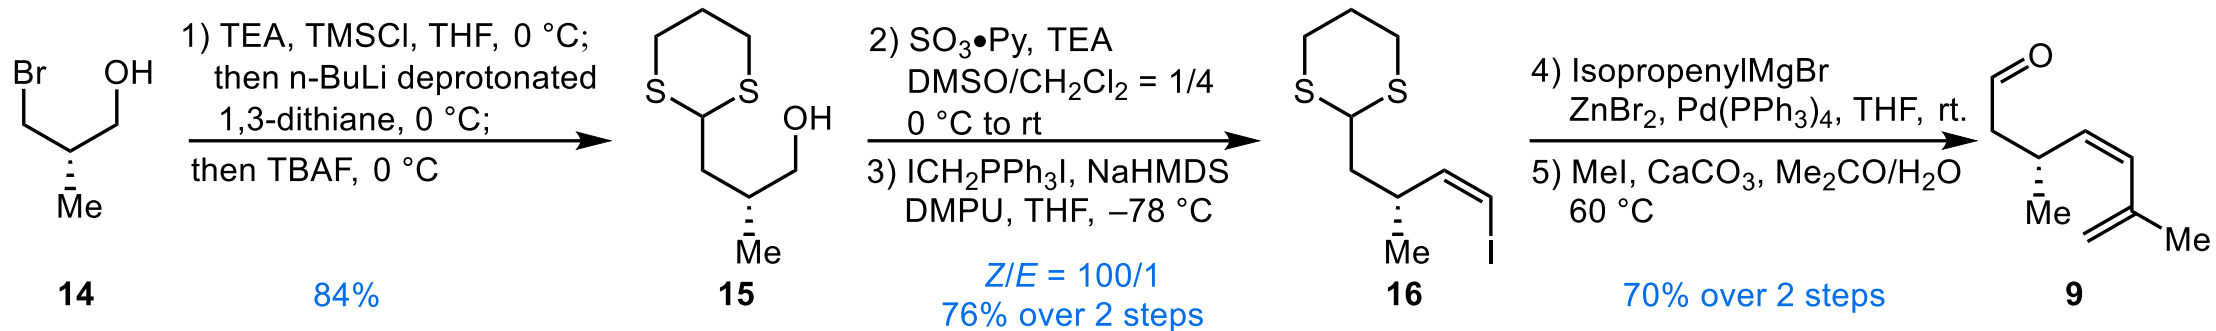 1) TEA, TMSCl, THF, 0 °C;
then n-BuLi deprotonated
1,3-dithiane, 0 °C;
then TBAF, 0 °C
Br
OH
Me
14
84%
S
S
OH
Me
15
2) SO₃•Py, TEA
DMSO/CH₂Cl₂ = 1/4
0 °C to rt
3) ICH₂PPh₃I, NaHMDS
DMPU, THF, –78 °C
Z/E = 100/1
76% over 2 steps
S
S
Me
I
16
4) IsopropenylMgBr
ZnBr₂, Pd(PPh₃)₄, THF, rt.
5) MeI, CaCO₃, Me₂CO/H₂O
60 °C
70% over 2 steps
O
Me
Me
9